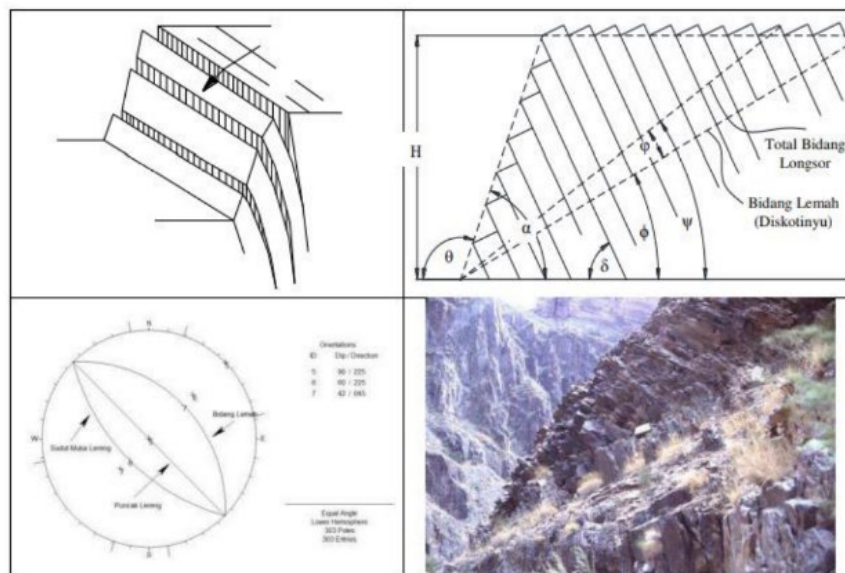 H
θ
α
δ
φ
ϕ
ψ
Total Bidang
Longsor
Bidang Lemah
(Diskotinyu)
W
E
S
Orientations
ID Dip / Direction
5 90 / 225
6 60 / 225
7 42 / 045
Bidang Lemah
Sudut Muka Lereng
Puncak Lereng
Equal Angle
Lower Hemisphere
303 Poles
303 Entries